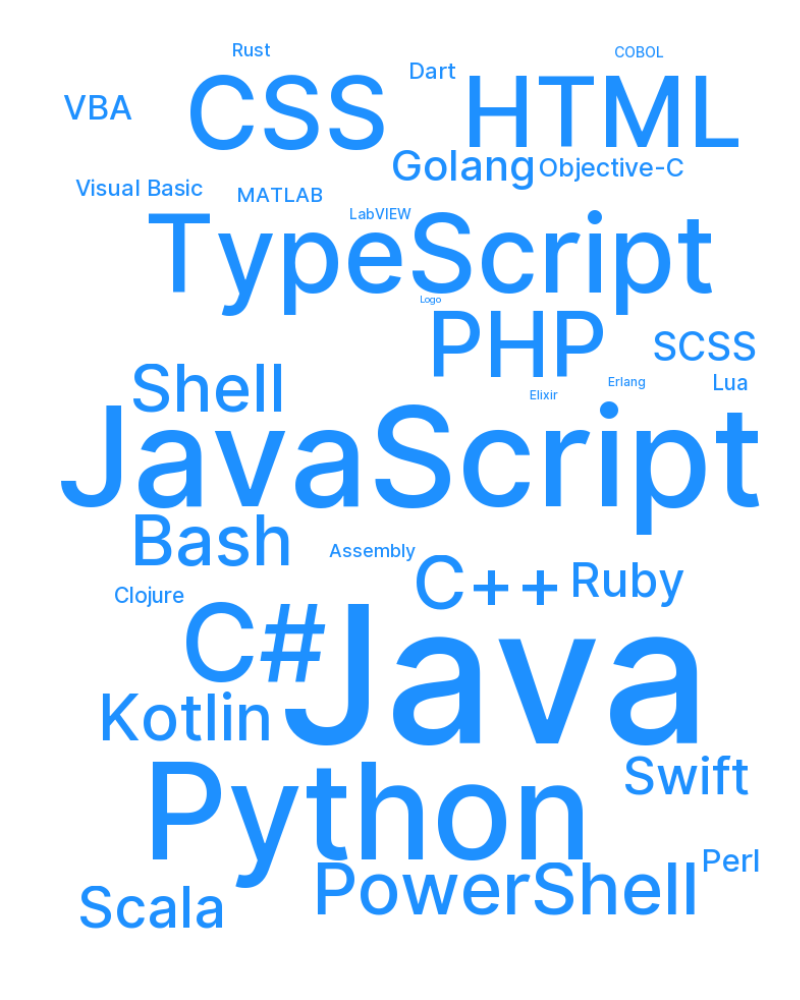 Rust
COBOL
Dart
VBA
CSS
HTML
Golang
Objective-C
Visual Basic
MATLAB
LabVIEW
TypeScript
Logo
PHP
SCSS
Shell
Erlang
Lua
Elixir
JavaScript
Bash
Assembly
C++
Ruby
Clojure
C#
Java
Kotlin
Python
Swift
Perl
PowerShell
Scala